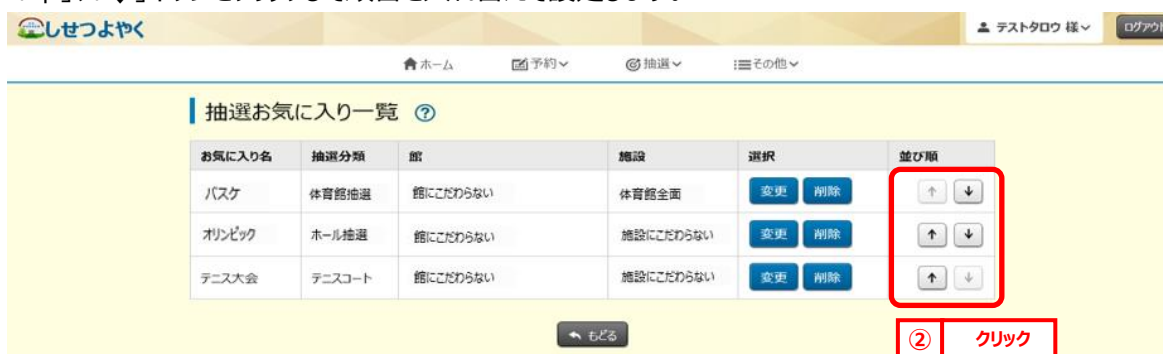 しせつよやく テストタロウ 様 ログアウト
ホーム 予約 抽選 その他
抽選お気に入り一覧 ?
お気に入り名 抽選分類 館 施設 選択 並び順
バスケ 体育館抽選 館にこだわらない 体育館全面 変更 削除 ↑ ↓
オリンピック ホール抽選 館にこだわらない 施設にこだわらない 変更 削除 ↑ ↓
テニス大会 テニスコート 館にこだわらない 施設にこだわらない 変更 削除 ↑ ↓
もどる
② クリック